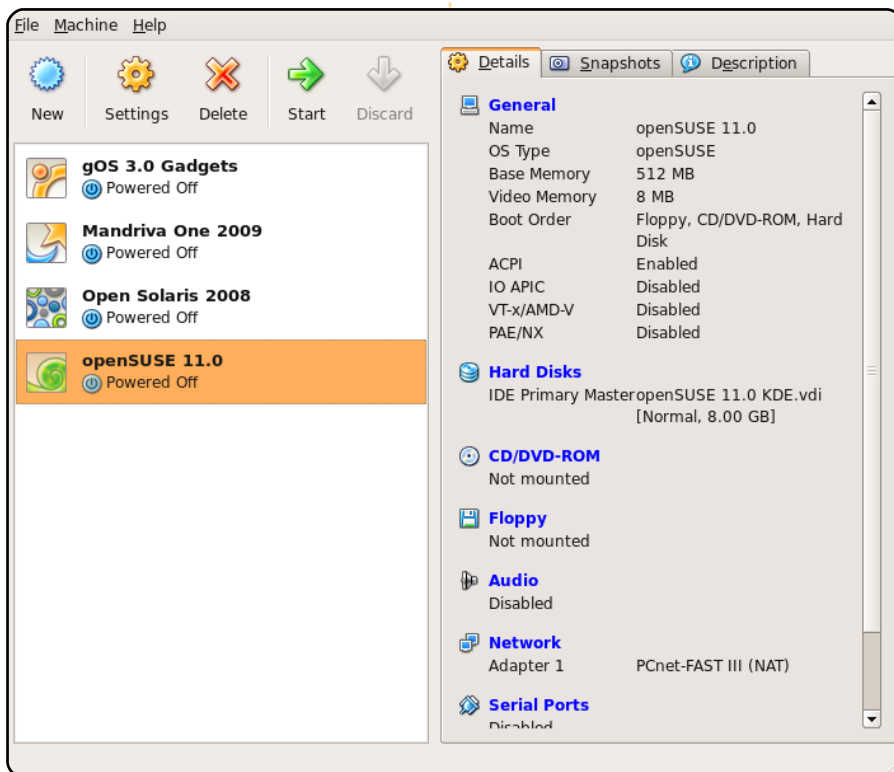 File Machine Help
New Settings Delete Start Discard
gOS 3.0 Gadgets
Powered Off
Mandriva One 2009
Powered Off
Open Solaris 2008
Powered Off
openSUSE 11.0
Powered Off
Details Snapshots Description
General
Name openSUSE 11.0
OS Type openSUSE
Base Memory 512 MB
Video Memory 8 MB
Boot Order Floppy, CD/DVD-ROM, Hard
Disk
ACPI Enabled
IO APIC Disabled
VT-x/AMD-V Disabled
PAE/NX Disabled
Hard Disks
IDE Primary Master openSUSE 11.0 KDE.vdi
[Normal, 8.00 GB]
CD/DVD-ROM
Not mounted
Floppy
Not mounted
Audio
Disabled
Network
Adapter 1 PCnet-FAST III (NAT)
Serial Ports
Disabled